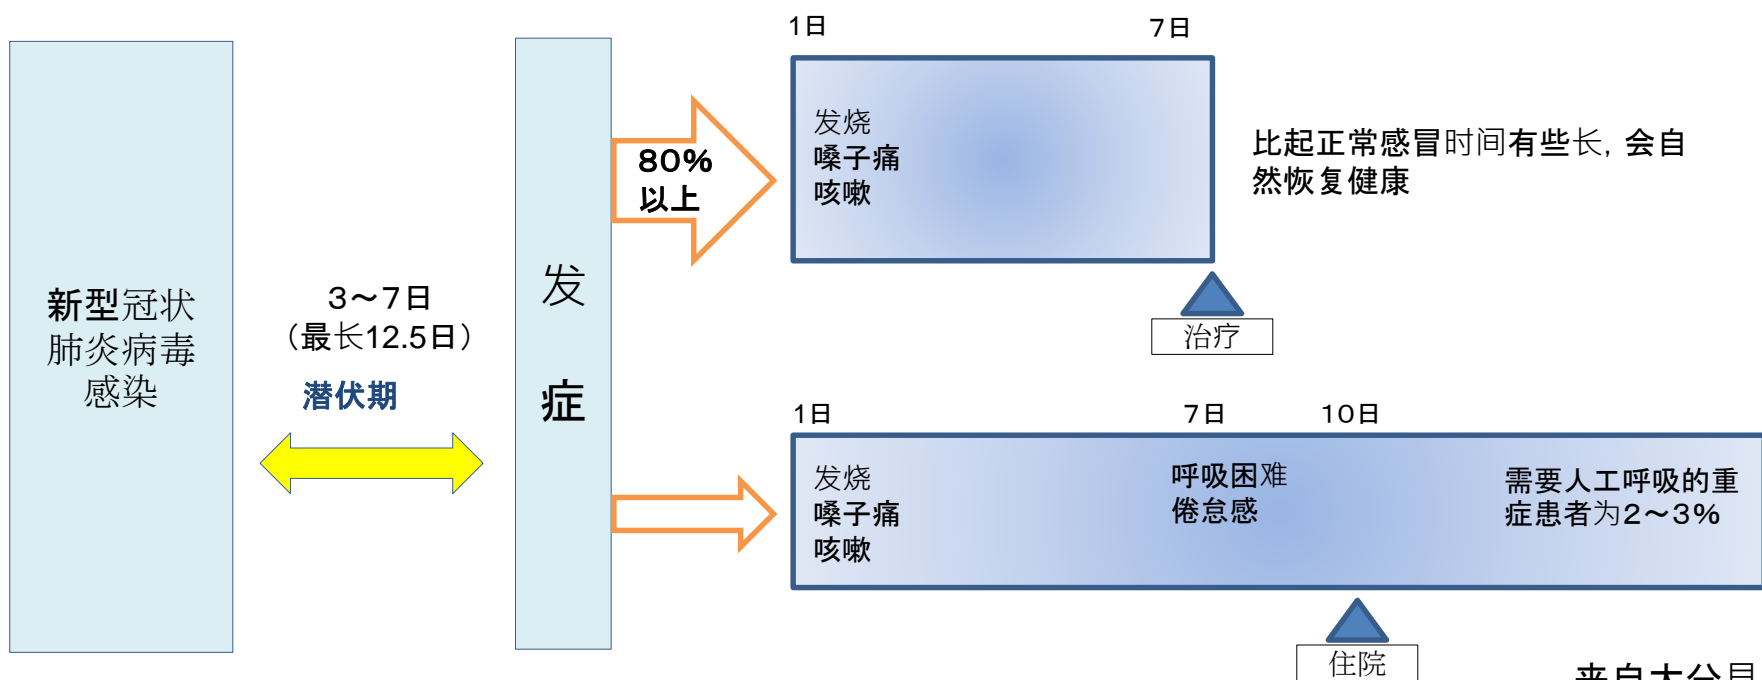 新型冠状
肺炎病毒
感染
3～7日
（最长12.5日）
潜伏期
发
症
80%
以上
1日
7日
发烧
嗓子痛
咳嗽
比起正常感冒时间有些长, 会自
然恢复健康
治疗
1日
7日
10日
发烧
嗓子痛
咳嗽
呼吸困难
倦怠感
需要人工呼吸的重
症患者为2～3%
住院
来自大分县